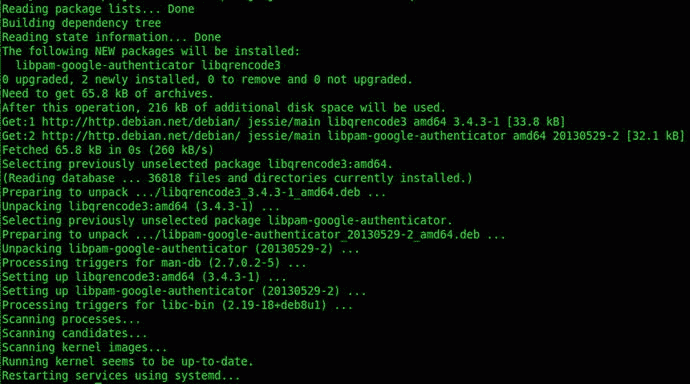 Reading package lists... Done
Building dependency tree
Reading state information... Done
The following NEW packages will be installed:
  libpam-google-authenticator libqrencode3
0 upgraded, 2 newly installed, 0 to remove and 0 not upgraded.
Need to get 65.8 kB of archives.
After this operation, 216 kB of additional disk space will be used.
Get:1 http://http.debian.net/debian/ jessie/main libqrencode3 amd64 3.4.3-1 [33.8 kB]
Get:2 http://http.debian.net/debian/ jessie/main libpam-google-authenticator amd64 20130529-2 [32.1 kB]
Fetched 65.8 kB in 0s (260 kB/s)
Selecting previously unselected package libqrencode3:amd64.
(Reading database ... 36818 files and directories currently installed.)
Preparing to unpack .../libqrencode3_3.4.3-1_amd64.deb ...
Unpacking libqrencode3:amd64 (3.4.3-1) ...
Selecting previously unselected package libpam-google-authenticator.
Preparing to unpack .../libpam-google-authenticator_20130529-2_amd64.deb ...
Unpacking libpam-google-authenticator (20130529-2) ...
Processing triggers for man-db (2.7.0.2-5) ...
Setting up libqrencode3:amd64 (3.4.3-1) ...
Setting up libpam-google-authenticator (20130529-2) ...
Processing triggers for libc-bin (2.19-18+deb8u1) ...
Scanning processes...
Scanning candidates...
Scanning kernel images...
Running kernel seems to be up-to-date.
Restarting services using systemd...